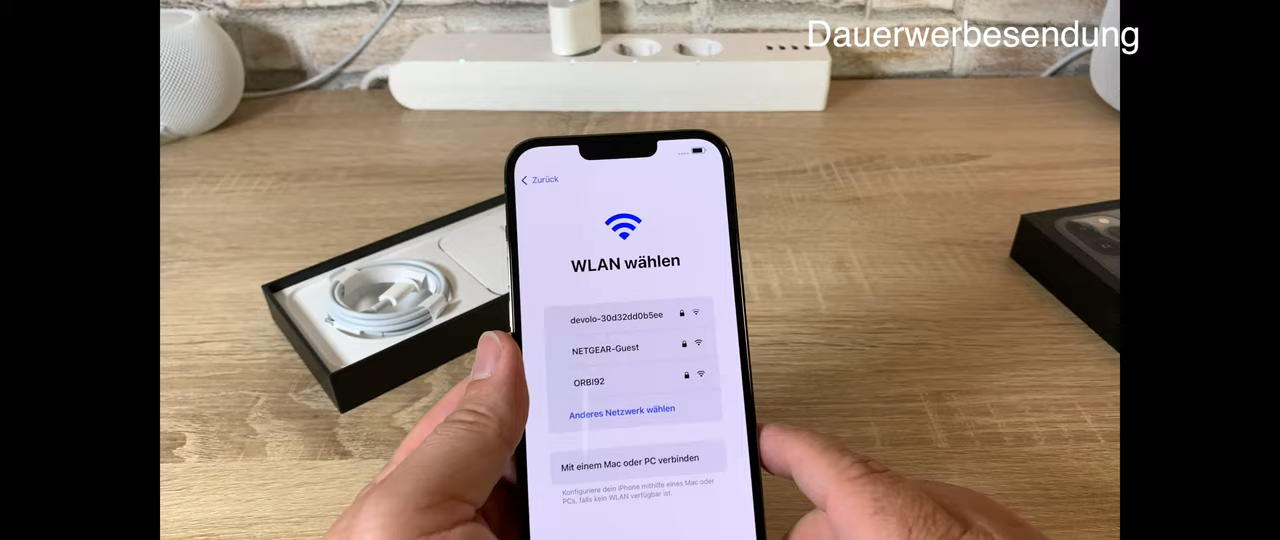 Dauerwerbesendung
Zurück
WLAN wählen
devolo-30d32dd0b5ee
NETGEAR-Guest
ORBI92
Anderes Netzwerk wählen
Mit einem Mac oder PC verbinden
Konfiguriere dein iPhone mithilfe eines Mac oder
PCs, falls kein WLAN verfügbar ist.